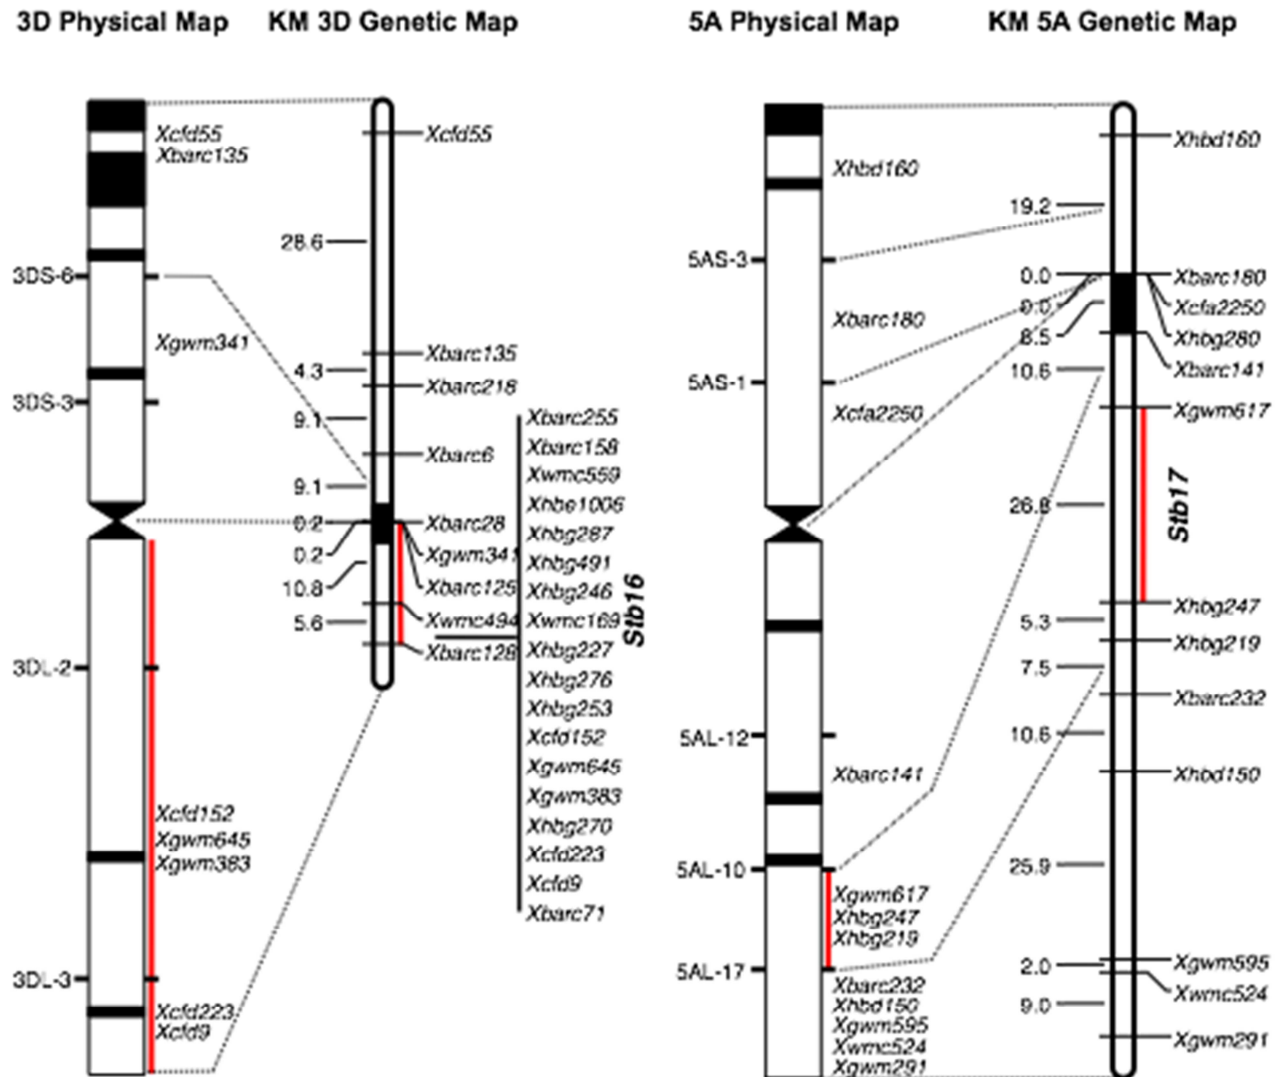 3D Physical Map
KM 3D Genetic Map
5A Physical Map
KM 5A Genetic Map
Xcfd55
Xbarc135
3DS-6
Xgwm341
3DS-3
3DL-2
Xcfd152
Xgwm645
Xgwm383
3DL-3
Xcfd223
Xcfd9
28.6
4.3
9.1
9.1
0.2
0.2
10.8
5.6
Xcfd55
Xbarc135
Xbarc218
Xbarc6
Xbarc28
Xgwm341
Xbarc125
Xwmc494
Xbarc128
Xbarc255
Xbarc158
Xwmc559
Xhbe1006
Xhbg287
Xhbg491
Xhbg246
Xwmc169
Xhbg227
Xhbg276
Xhbg253
Xcfd152
Xgwm645
Xgwm383
Xhbg270
Xcfd223
Xcfd9
Xbarc71
Stb16
Xhbd160
5AS-3
Xbarc180
5AS-1
Xcfa2250
5AL-12
Xbarc141
5AL-10
Xgwm617
Xhbg247
Xhbg219
5AL-17
Xbarc232
Xhbd150
Xgwm595
Xwmc524
Xgwm291
19.2
0.0
0.0
8.5
10.6
26.8
5.3
7.5
10.6
25.9
2.0
9.0
Xhbd160
Xbarc180
Xcfa2250
Xhbg280
Xbarc141
Xgwm617
Xhbg247
Xhbg219
Xbarc232
Xhbd150
Xgwm595
Xwmc524
Xgwm291
Stb17